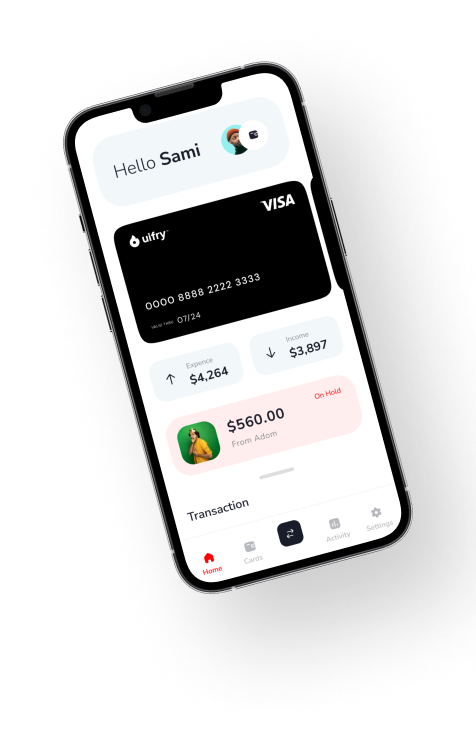 Hello Sami
VISA
uifry
0000 8888 2222 3333
VALID THRU 07/24
Expence
$4,264
Income
$3,897
On Hold
$560.00
From Adom
Transaction
Home
Cards
Activity
Settings